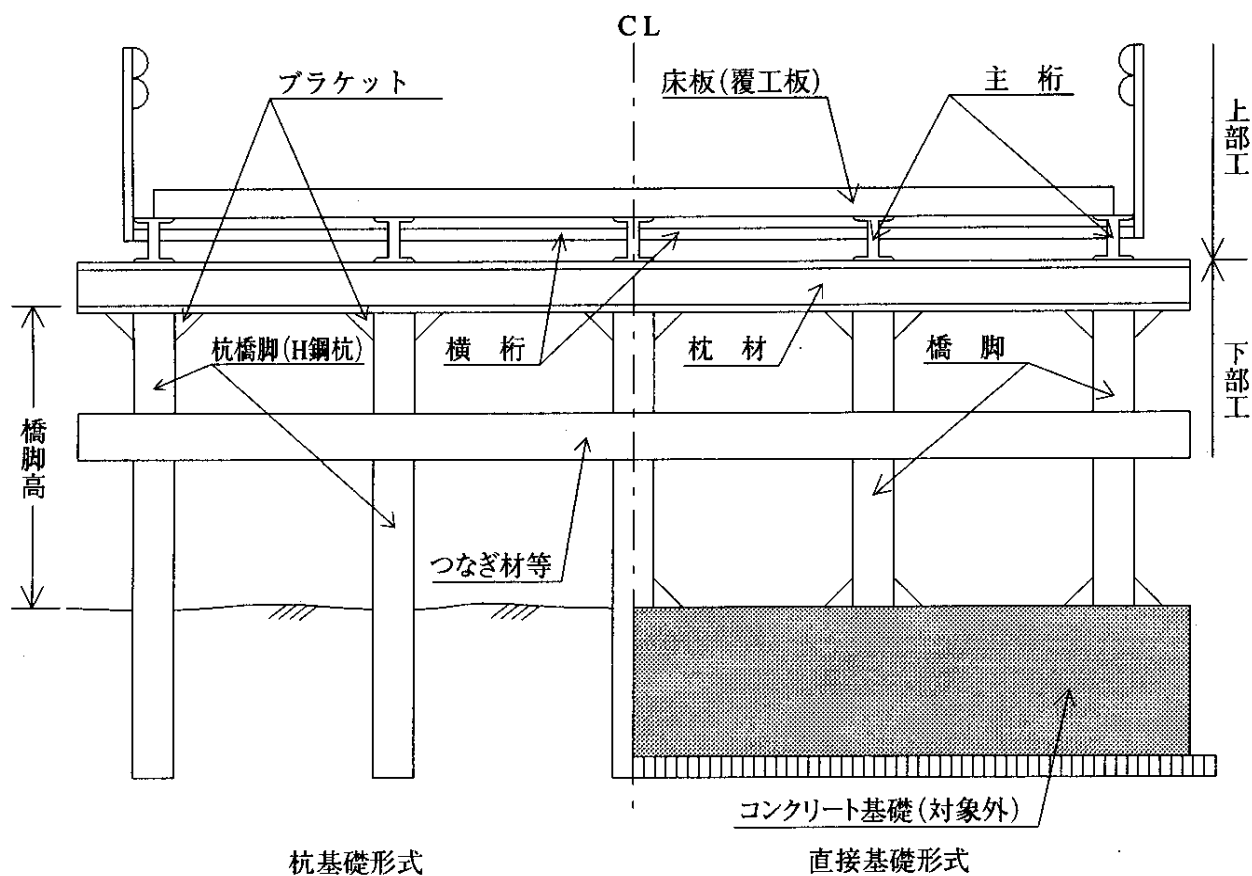 CL
ブラケット
床板(覆工板)
主桁
上部工
杭橋脚(H鋼杭)
横桁
枕材
橋脚
下部工
橋脚高
つなぎ材等
コンクリート基礎(対象外)
杭基礎形式
直接基礎形式